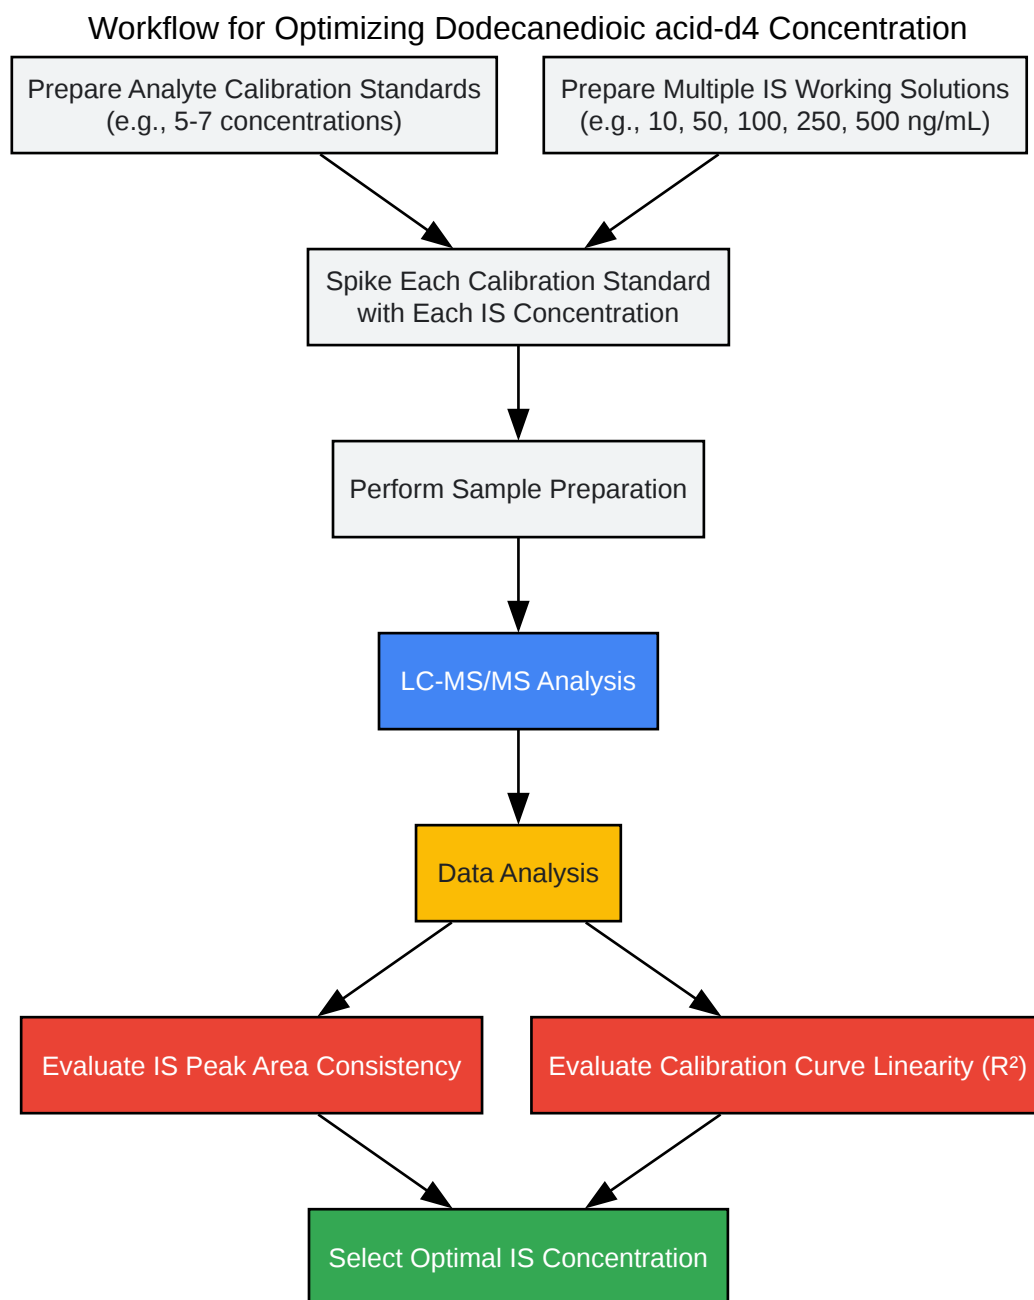 Workflow for Optimizing Dodecanedioic acid-d4 Concentration
Prepare Analyte Calibration Standards
(e.g., 5-7 concentrations)
Prepare Multiple IS Working Solutions
(e.g., 10, 50, 100, 250, 500 ng/mL)
Spike Each Calibration Standard
with Each IS Concentration
Perform Sample Preparation
LC-MS/MS Analysis
Data Analysis
Evaluate IS Peak Area Consistency
Evaluate Calibration Curve Linearity (R²)
Select Optimal IS Concentration